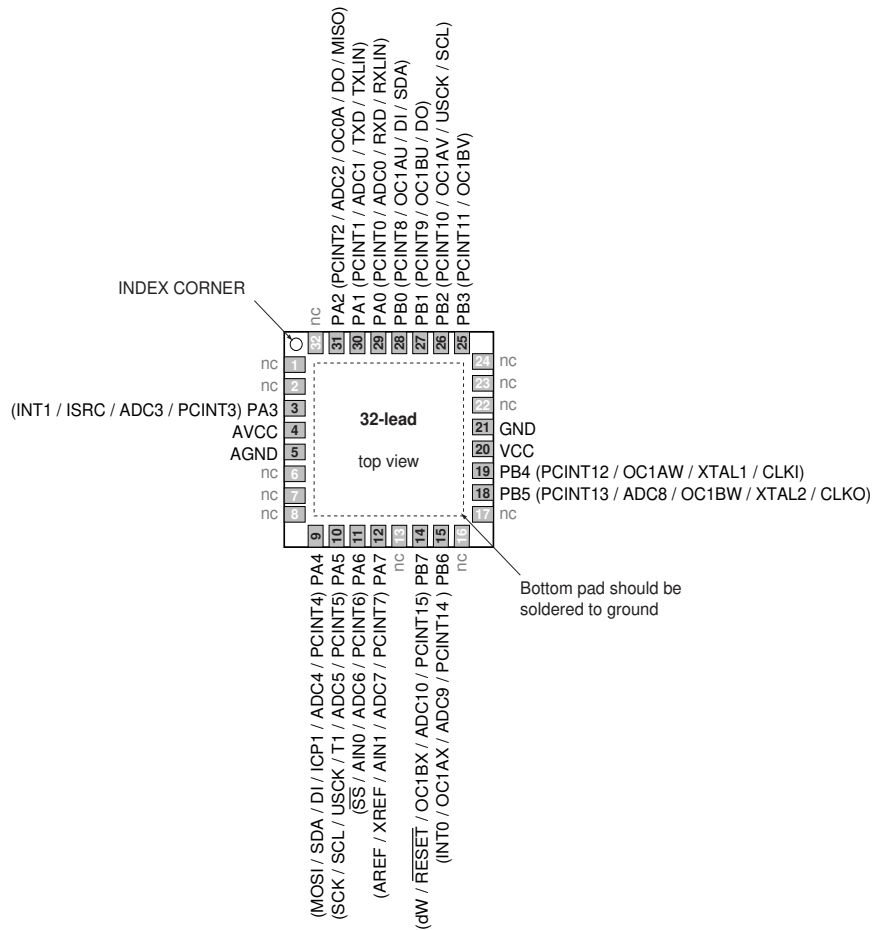 PA2 (PCINT2 / ADC2 / OC0A / DO / MISO)
PA1 (PCINT1 / ADC1 / TXD / TXLIN)
PA0 (PCINT0 / ADC0 / RXD / RXLIN)
PB0 (PCINT8 / OC1AU / DI / SDA)
PB1 (PCINT9 / OC1BU / DO)
PB2 (PCINT10 / OC1AV / USCK / SCL)
PB3 (PCINT11 / OC1BV)
INDEX CORNER
nc
32 31 30 29 28 27 26 25
nc 1
nc 2
(INT1 / ISRC / ADC3 / PCINT3) PA3 3
AVCC 4
AGND 5
nc 6
nc 7
nc 8
32-lead
top view
24 nc
23 nc
22 nc
21 GND
20 VCC
19 PB4 (PCINT12 / OC1AW / XTAL1 / CLKI)
18 PB5 (PCINT13 / ADC8 / OC1BW / XTAL2 / CLKO)
17 nc
9 10 11 12 13 14 15 16
(MOSI / SDA / DI / ICP1 / ADC4 / PCINT4) PA4
(SCK / SCL / USCK / T1 / ADC5 / PCINT5) PA5
(SS / AIN0 / ADC6 / PCINT6) PA6
(AREF / XREF / AIN1 / ADC7 / PCINT7) PA7
nc
(dW / RESET / OC1BX / ADC10 / PCINT15) PB7
(INT0 / OC1AX / ADC9 / PCINT14 ) PB6
nc
Bottom pad should be
soldered to ground